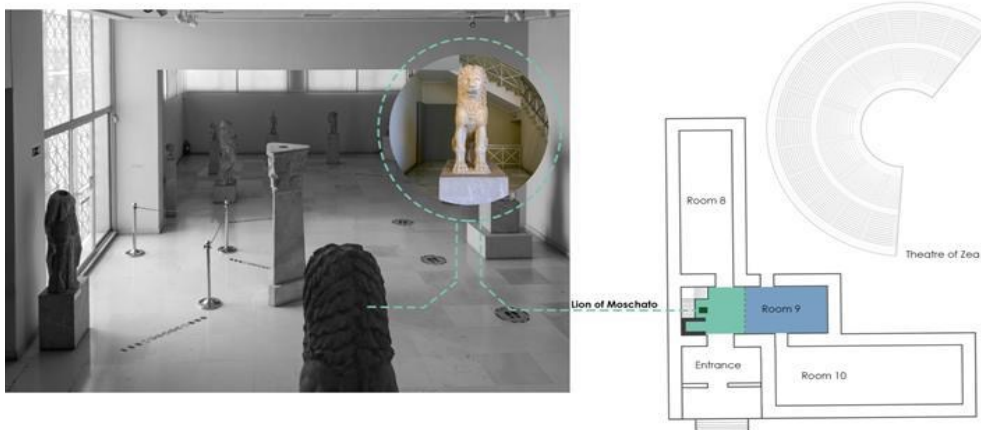 Room 8
Theatre of Zea
Lion of Moschato
Room 9
Entrance
Room 10